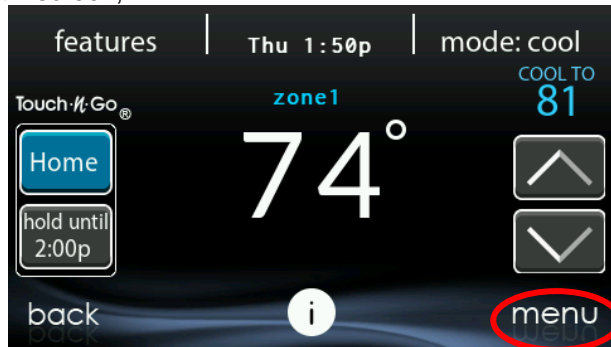 features
Thu 1:50p
mode: cool
COOL TO
81
Touch·N·Go®
zone1
74°
Home
hold until
2:00p
back
i
menu